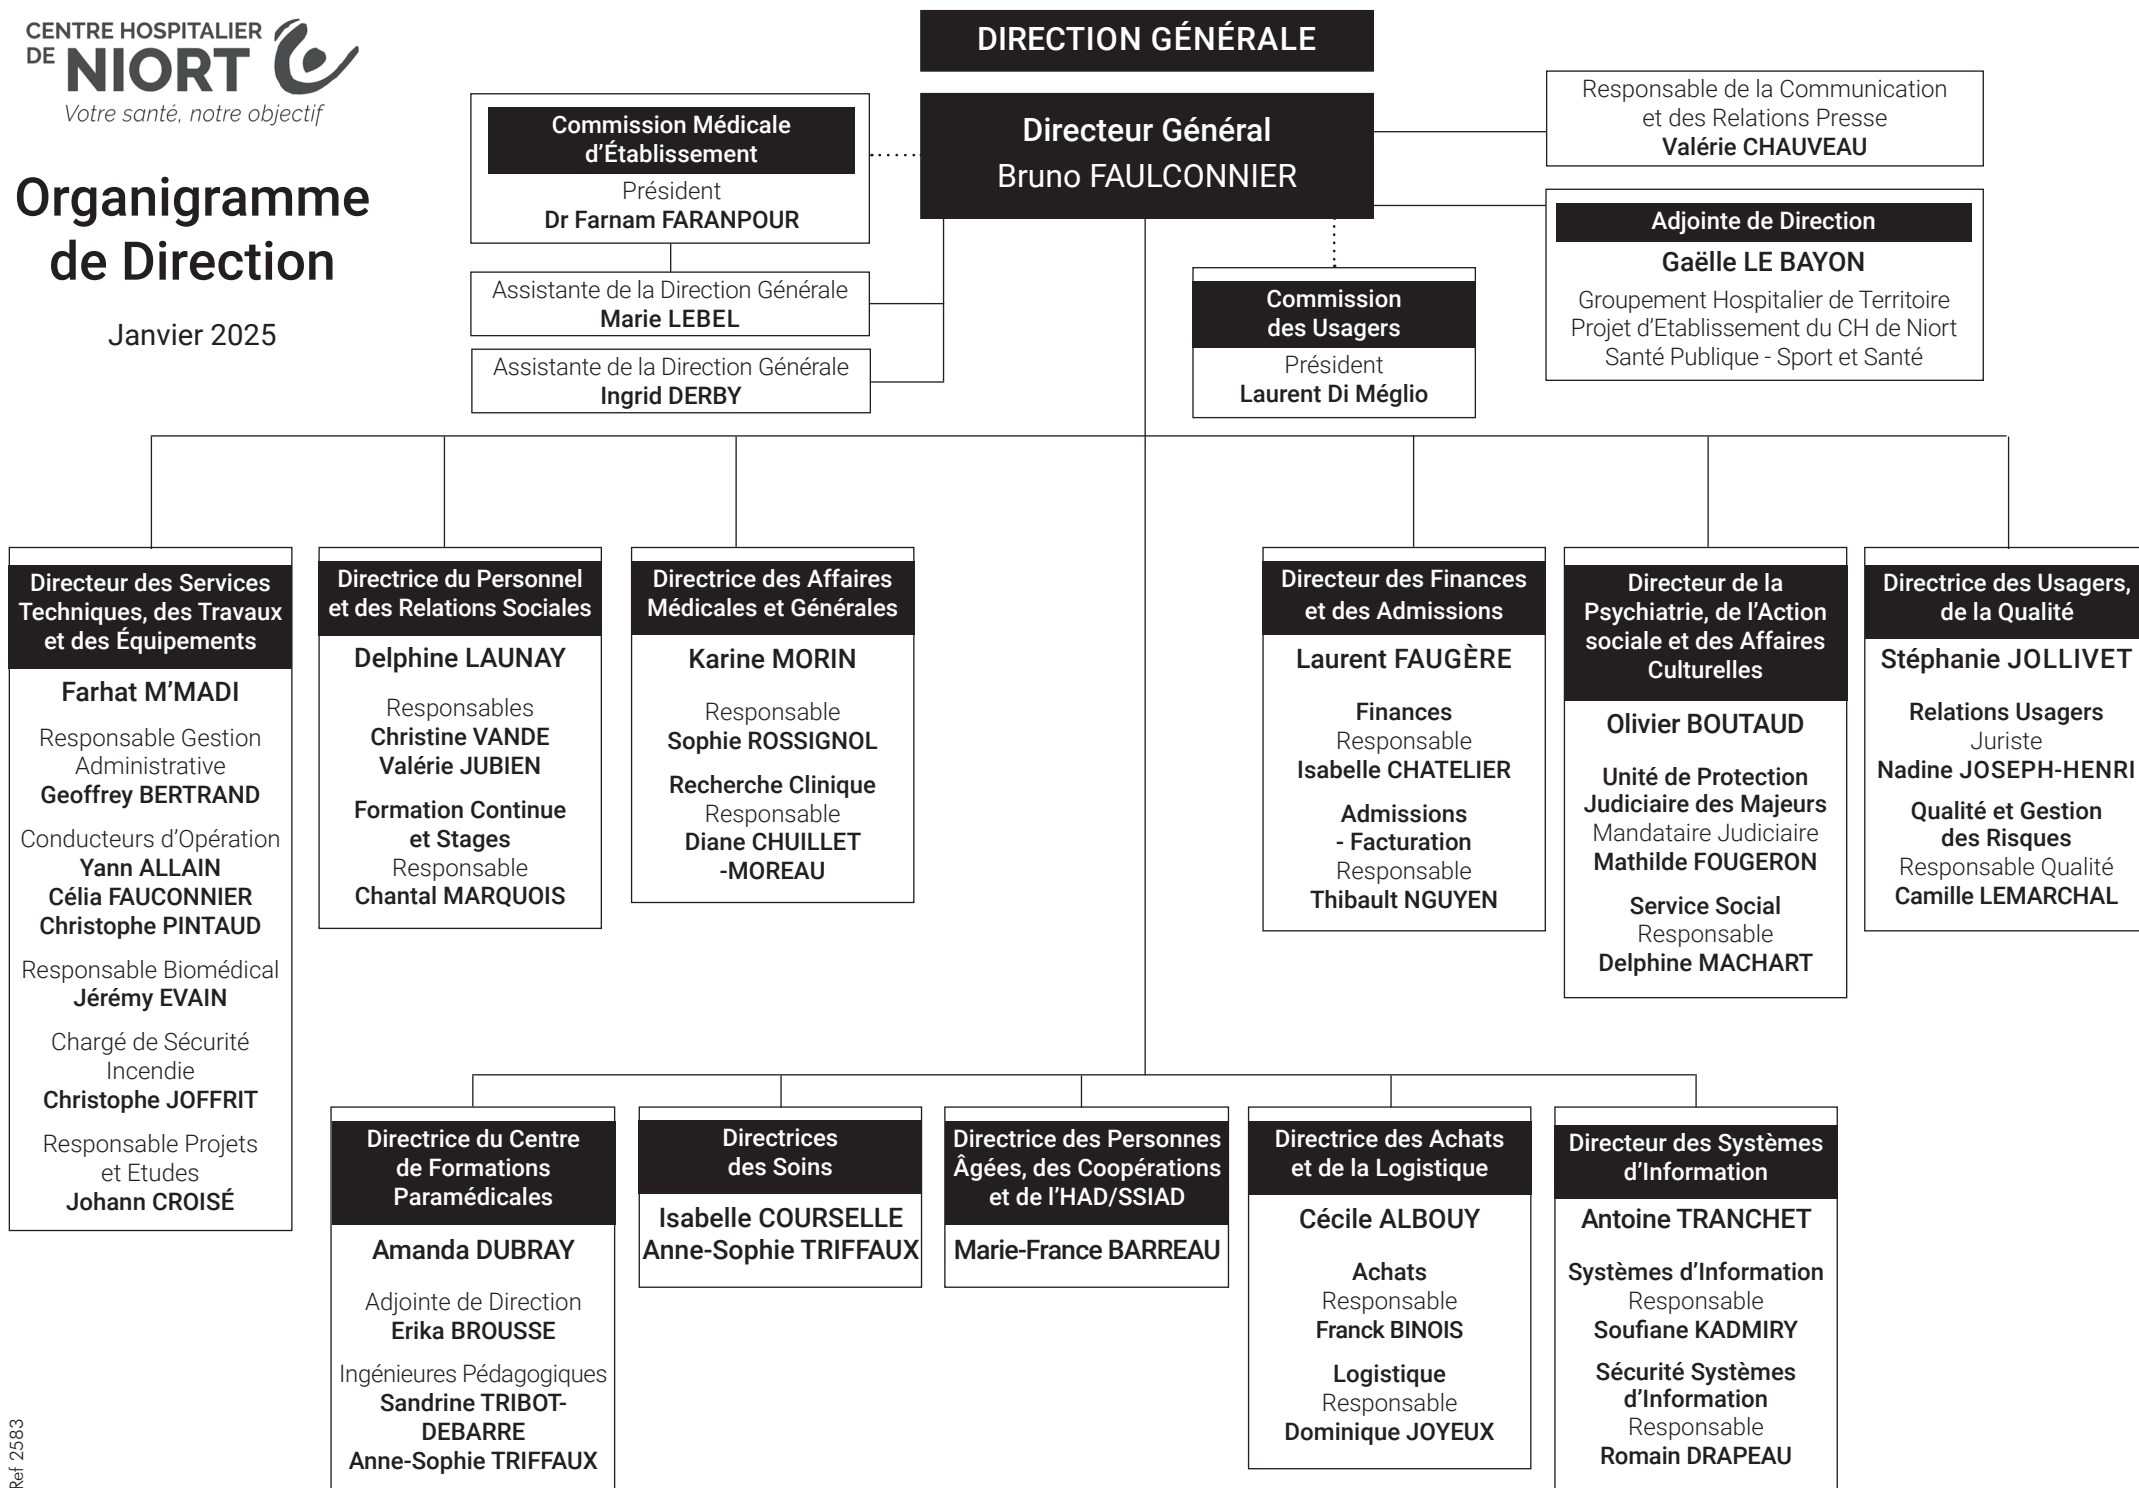 CENTRE HOSPITALIER
DE NIORT
Votre santé, notre objectif
Organigramme
de Direction
Janvier 2025
DIRECTION GÉNÉRALE
Directeur Général
Bruno FAULCONNIER
Commission Médicale
d'Établissement
Président
Dr Farnam FARANPOUR
Assistante de la Direction Générale
Marie LEBEL
Assistante de la Direction Générale
Ingrid DERBY
Commission
des Usagers
Président
Laurent Di Méglio
Responsable de la Communication
et des Relations Presse
Valérie CHAUVEAU
Adjointe de Direction
Gaëlle LE BAYON
Groupement Hospitalier de Territoire
Projet d'Etablissement du CH de Niort
Santé Publique - Sport et Santé
Directeur des Services
Techniques, des Travaux
et des Équipements
Farhat M'MADI
Responsable Gestion
Administrative
Geoffrey BERTRAND
Conducteurs d'Opération
Yann ALLAIN
Célia FAUCONNIER
Christophe PINTAUD
Responsable Biomédical
Jérémy EVAIN
Chargé de Sécurité
Incendie
Christophe JOFFRIT
Responsable Projets
et Etudes
Johann CROISÉ
Directrice du Personnel
et des Relations Sociales
Delphine LAUNAY
Responsables
Christine VANDE
Valérie JUBIEN
Formation Continue
et Stages
Responsable
Chantal MARQUOIS
Directrice des Affaires
Médicales et Générales
Karine MORIN
Responsable
Sophie ROSSIGNOL
Recherche Clinique
Responsable
Diane CHUILLET
-MOREAU
Directeur des Finances
et des Admissions
Laurent FAUGÈRE
Finances
Responsable
Isabelle CHATELIER
Admissions
- Facturation
Responsable
Thibault NGUYEN
Directeur de la
Psychiatrie, de l'Action
sociale et des Affaires
Culturelles
Olivier BOUTAUD
Unité de Protection
Judiciaire des Majeurs
Mandataire Judiciaire
Mathilde FOUGERON
Service Social
Responsable
Delphine MACHART
Directrice des Usagers,
de la Qualité
Stéphanie JOLLIVET
Relations Usagers
Juriste
Nadine JOSEPH-HENRI
Qualité et Gestion
des Risques
Responsable Qualité
Camille LEMARCHAL
Directrice du Centre
de Formations
Paramédicales
Amanda DUBRAY
Adjointe de Direction
Erika BROUSSE
Ingénieures Pédagogiques
Sandrine TRIBOT-
DEBARRE
Anne-Sophie TRIFFAUX
Directrices
des Soins
Isabelle COURSELLE
Anne-Sophie TRIFFAUX
Directrice des Personnes
Âgées, des Coopérations
et de l'HAD/SSIAD
Marie-France BARREAU
Directrice des Achats
et de la Logistique
Cécile ALBOUY
Achats
Responsable
Franck BINOIS
Logistique
Responsable
Dominique JOYEUX
Directeur des Systèmes
d'Information
Antoine TRANCHET
Systèmes d'Information
Responsable
Soufiane KADMIRY
Sécurité Systèmes
d'Information
Responsable
Romain DRAPEAU
Ref 2583